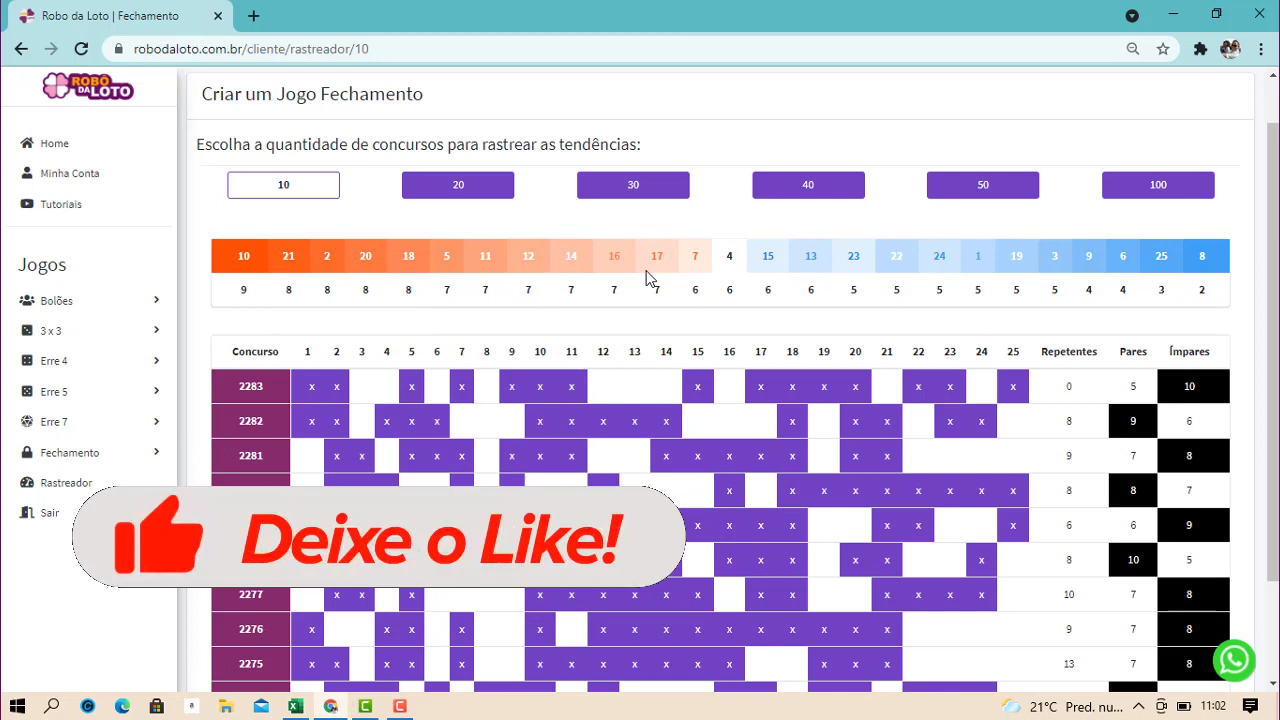 Robo da Loto | Fechamento
robodaloto.com.br/cliente/rastreador/10
ROBÔ
DA LOTO
Home
Minha Conta
Tutoriais
Jogos
Bolões
3 x 3
Erre 4
Erre 5
Erre 7
Fechamento
Rastreador
Sair
Criar um Jogo Fechamento
Escolha a quantidade de concursos para rastrear as tendências:
10 20 30 40 50 100
10 21 2 20 18 5 11 12 14 16 17 7 4 15 13 23 22 24 1 19 3 9 6 25 8
9 8 8 8 8 7 7 7 7 7 7 6 6 6 6 5 5 5 5 5 5 4 4 3 2
Concurso 1 2 3 4 5 6 7 8 9 10 11 12 13 14 15 16 17 18 19 20 21 22 23 24 25 Repetentes Pares Ímpares
2283 x x x x x x x x x x x x x x x 0 5 10
2282 x x x x x x x x x x x x x x x 8 9 6
2281 x x x x x x x x x x x x x x x 9 7 8
x x x x x x x x 8 8 7
x x x x x x x 6 6 9
x x x x x x x 8 10 5
2277 x x x x x x x x x x x x x x 10 7 8
2276 x x x x x x x x x x x x x x x 9 7 8
2275 x x x x x x x x x x x x x x x 13 7 8
Deixe o Like!
21°C Pred. nu... 11:02